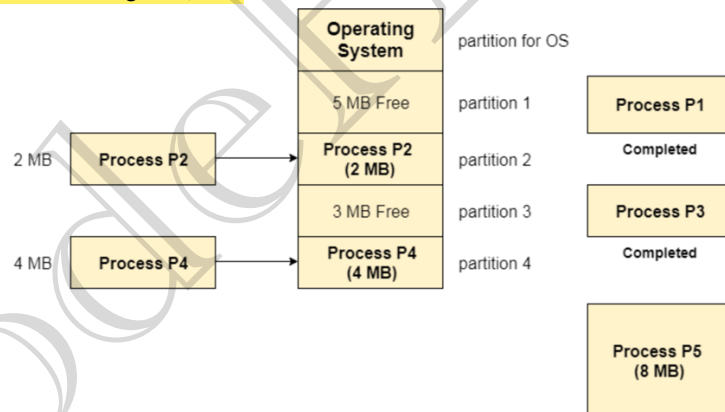 Operating
System
partition for OS
5 MB Free
partition 1
Process P1
Completed
2 MB
Process P2
Process P2
(2 MB)
partition 2
3 MB Free
partition 3
Process P3
Completed
4 MB
Process P4
Process P4
(4 MB)
partition 4
Process P5
(8 MB)